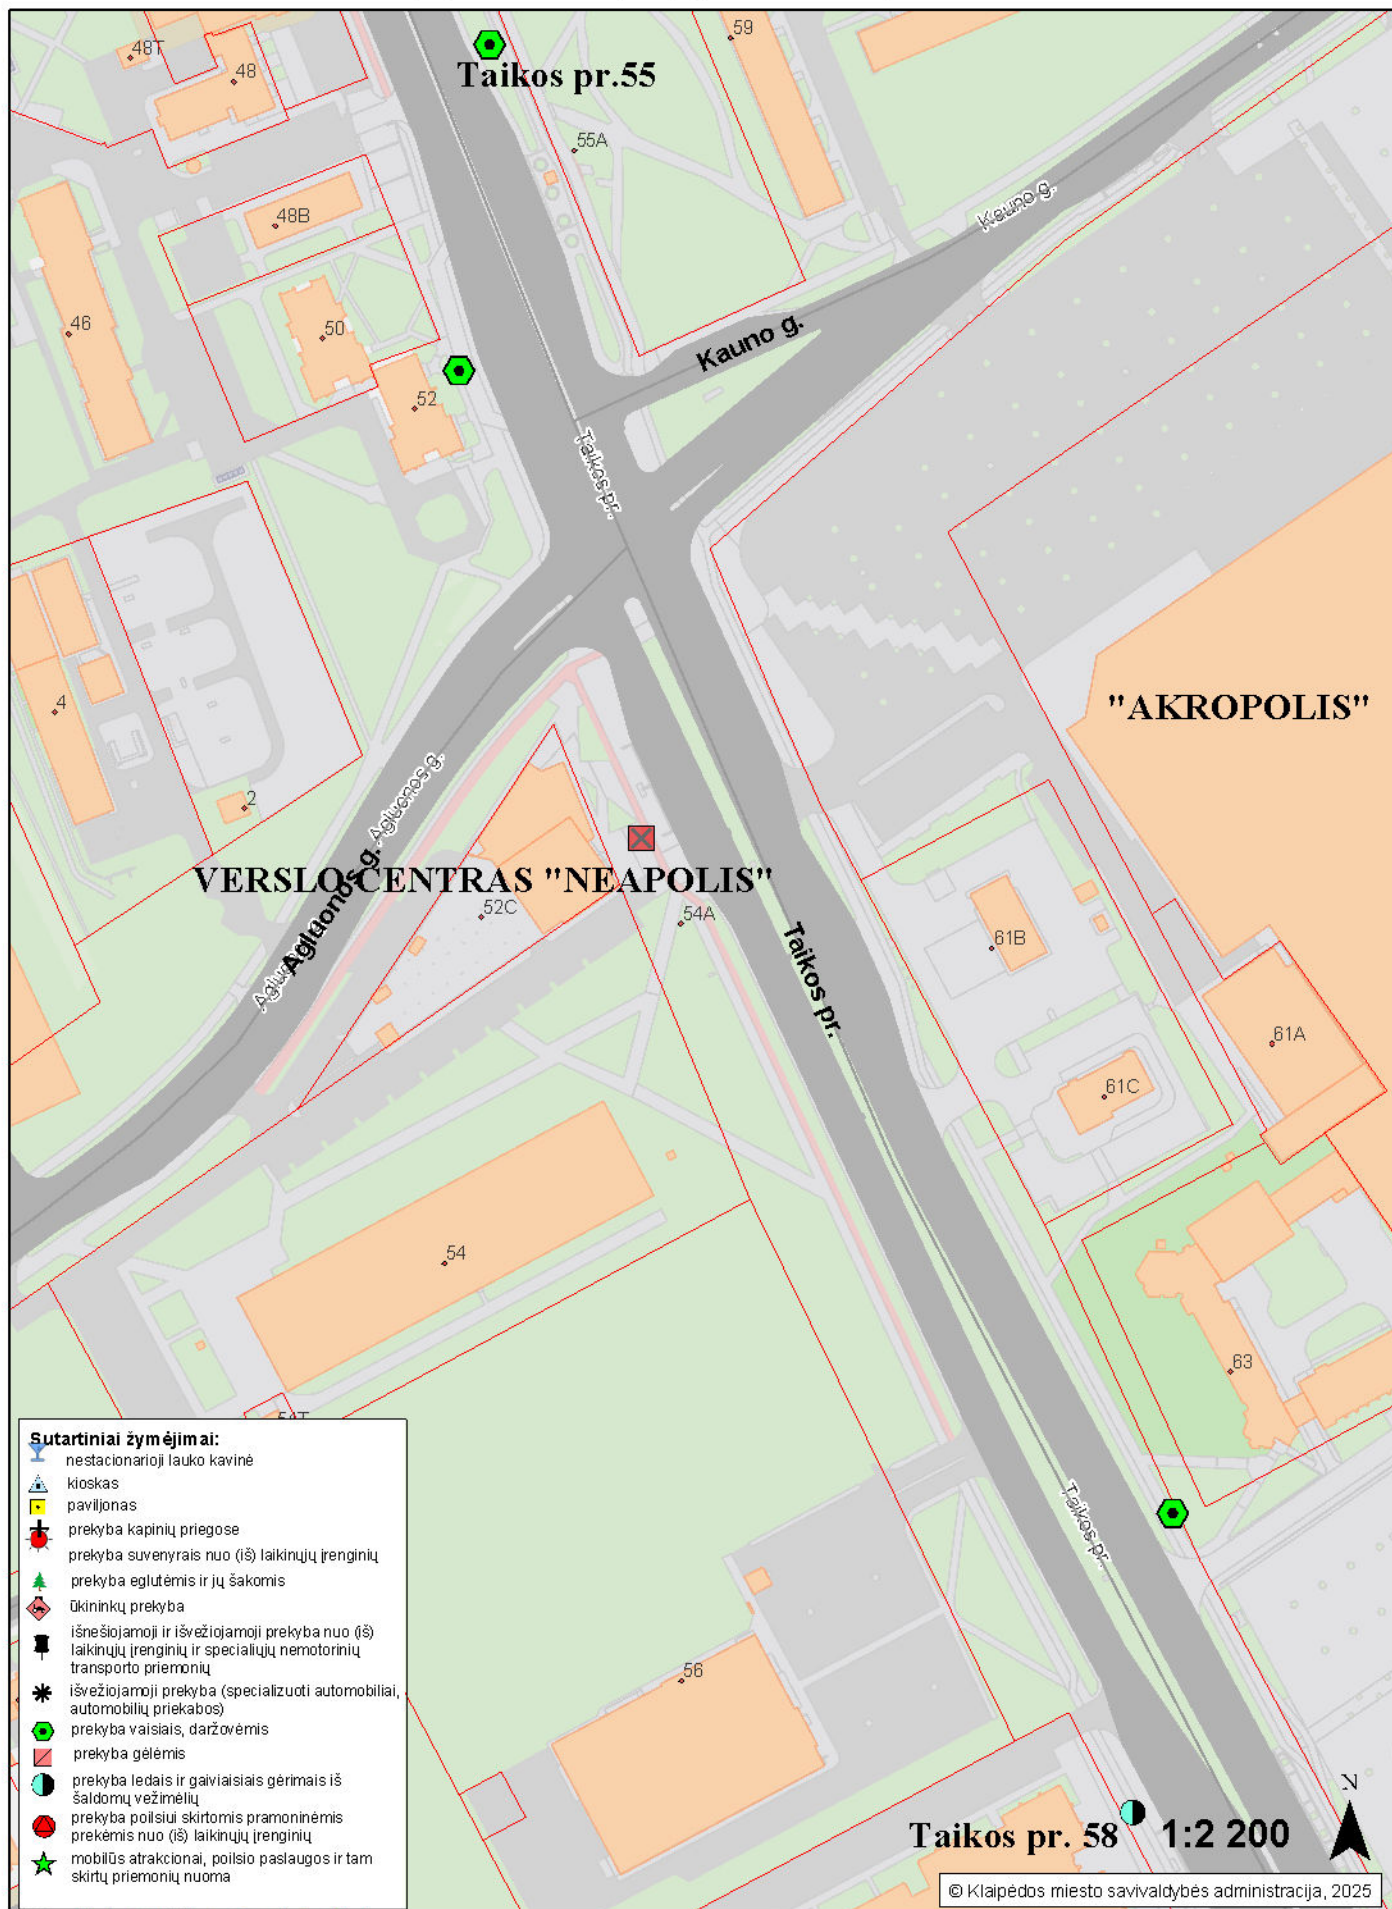 48T
48
59
Taikos pr.55
55A
48B
Kauno g.
46
50
Kauno g.
52
Taikos pr.
4
"AKROPOLIS"
2
Agluonos g.
VERSLO CENTRAS "NEAPOLIS"
Agluonos g.
52C
54A
Taikos pr.
61B
61A
61C
54
63
Taikos pr.
56
Sutartiniai žymėjimai:
nestacionarioji lauko kavinė
kioskas
paviljonas
prekyba kapinių prieigose
prekyba suvenyrais nuo (iš) laikinųjų įrenginių
prekyba eglutėmis ir jų šakomis
ūkininkų prekyba
išnešiojamoji ir išvežiojamoji prekyba nuo (iš)
laikinųjų įrenginių ir specialiųjų nemotorinių
transporto priemonių
išvežiojamoji prekyba (specializuoti automobiliai,
automobilių priekabos)
prekyba vaisiais, daržovėmis
prekyba gėlėmis
prekyba ledais ir gaiviaisiais gėrimais iš
šaldomų vežimėlių
prekyba poilsiui skirtomis pramoninėmis
prekėmis nuo (iš) laikinųjų įrenginių
mobilūs atrakcionai, poilsio paslaugos ir tam
skirtų priemonių nuoma
N
Taikos pr. 58
1:2 200
© Klaipėdos miesto savivaldybės administracija, 2025